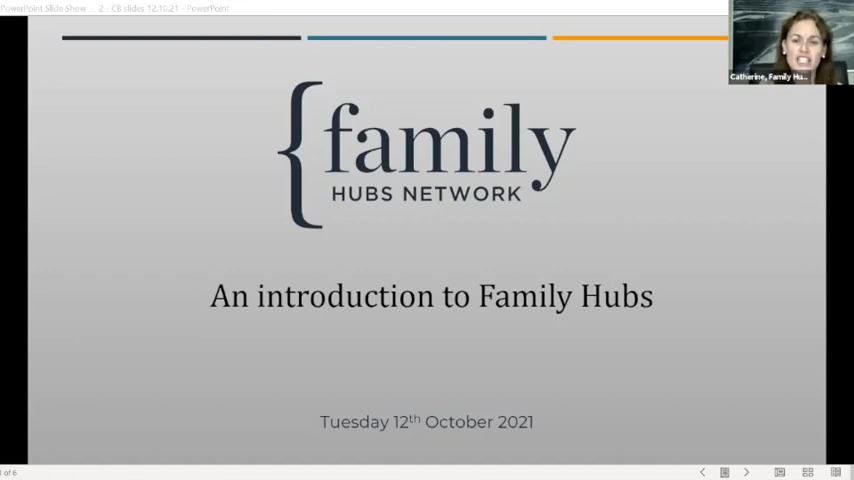 PowerPoint Slide Show - 2 - CB slides 12.10.21 - PowerPoint
Catherine, Family Hu...
family
HUBS NETWORK
An introduction to Family Hubs
Tuesday 12th October 2021
of 6